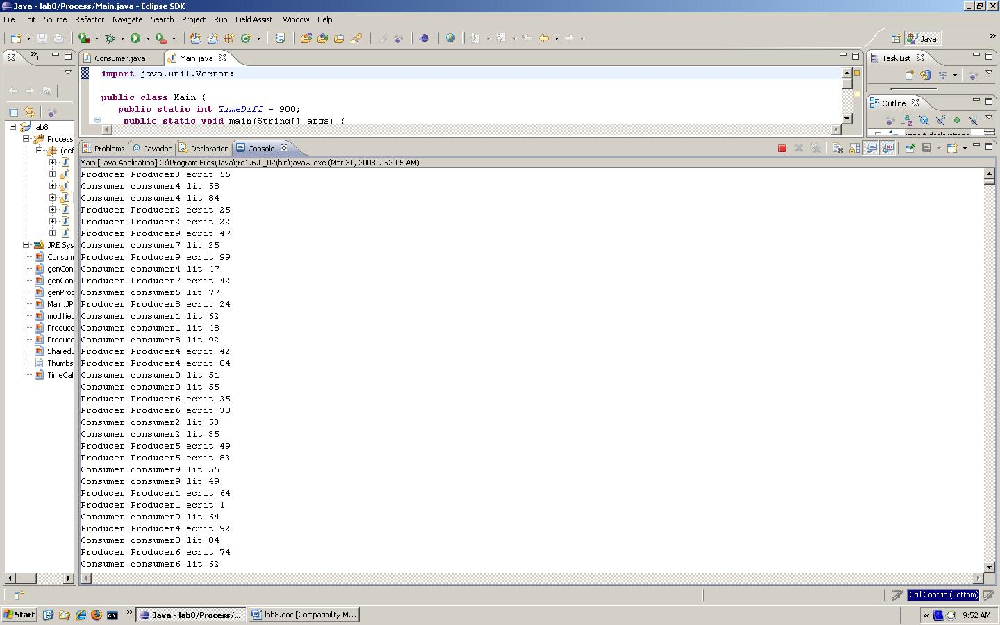 Java - lab8/Process/Main.java - Eclipse SDK
File Edit Source Refactor Navigate Search Project Run Field Assist Window Help
Java
1
Consumer.java
Main.java
Task List
import java.util.Vector;
public class Main {
public static int TimeDiff = 900;
public static void main(String[] args) {
Outline
import declarations
lab8
Process
(def
JRE Sys
Consum
genCon
genCon
genProc
Main.JP
modified
Produce
Produce
SharedB
Thumbs
TimeCal
Problems
Javadoc
Declaration
Console
Main [Java Application] C:\Program Files\Java\jre1.6.0_02\bin\javaw.exe (Mar 31, 2008 9:52:05 AM)
Producer Producer3 ecrit 55
Consumer consumer4 lit 58
Consumer consumer4 lit 84
Producer Producer2 ecrit 25
Producer Producer2 ecrit 22
Producer Producer9 ecrit 47
Consumer consumer7 lit 25
Producer Producer9 ecrit 99
Consumer consumer4 lit 47
Producer Producer7 ecrit 42
Consumer consumer5 lit 77
Producer Producer8 ecrit 24
Consumer consumer1 lit 62
Consumer consumer1 lit 48
Consumer consumer8 lit 92
Producer Producer4 ecrit 42
Producer Producer4 ecrit 84
Consumer consumer0 lit 51
Consumer consumer0 lit 55
Producer Producer6 ecrit 35
Producer Producer6 ecrit 38
Consumer consumer2 lit 53
Consumer consumer2 lit 35
Producer Producer5 ecrit 49
Producer Producer5 ecrit 83
Consumer consumer9 lit 55
Consumer consumer9 lit 49
Producer Producer1 ecrit 64
Producer Producer1 ecrit 1
Consumer consumer9 lit 64
Producer Producer4 ecrit 92
Consumer consumer0 lit 84
Producer Producer6 ecrit 74
Consumer consumer6 lit 62
Ctrl Contrib (Bottom)
Start
Java - lab8/Process/...
lab8.doc [Compatibility M...
9:52 AM